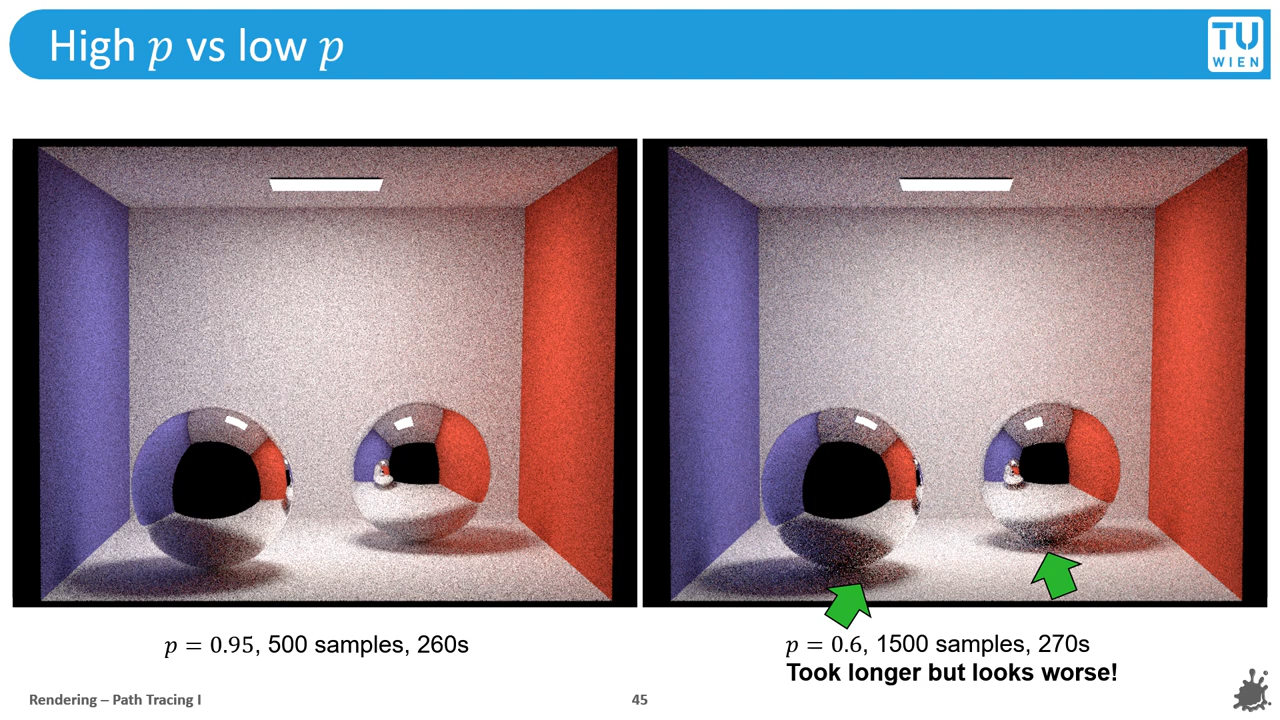 High p vs low p
TU
WIEN
p = 0.95, 500 samples, 260s
p = 0.6, 1500 samples, 270s
Took longer but looks worse!
Rendering – Path Tracing I
45